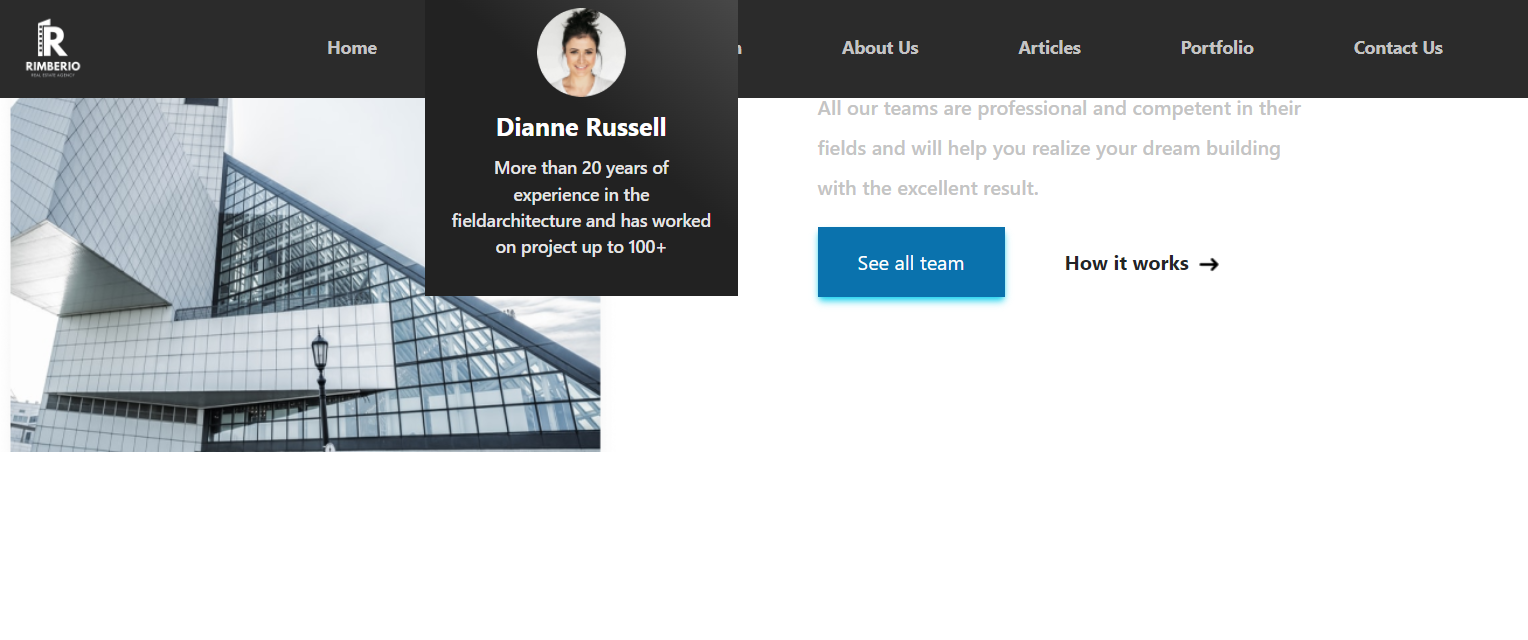 RIMBERIO
REAL ESTATE AGENCY
Home
About Us
Articles
Portfolio
Contact Us
Dianne Russell
More than 20 years of
experience in the
fieldarchitecture and has worked
on project up to 100+
All our teams are professional and competent in their
fields and will help you realize your dream building
with the excellent result.
See all team
How it works →